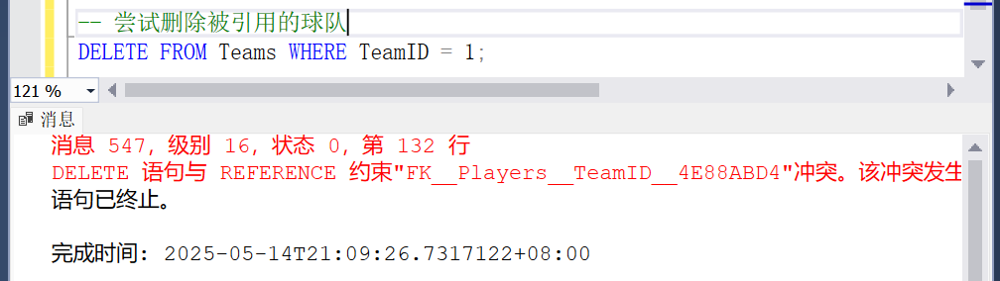 -- 尝试删除被引用的球队
DELETE FROM Teams WHERE TeamID = 1;
121 %
消息
消息 547，级别 16，状态 0，第 132 行
DELETE 语句与 REFERENCE 约束"FK__Players__TeamID__4E88ABD4"冲突。该冲突发生
语句已终止。
完成时间: 2025-05-14T21:09:26.7317122+08:00